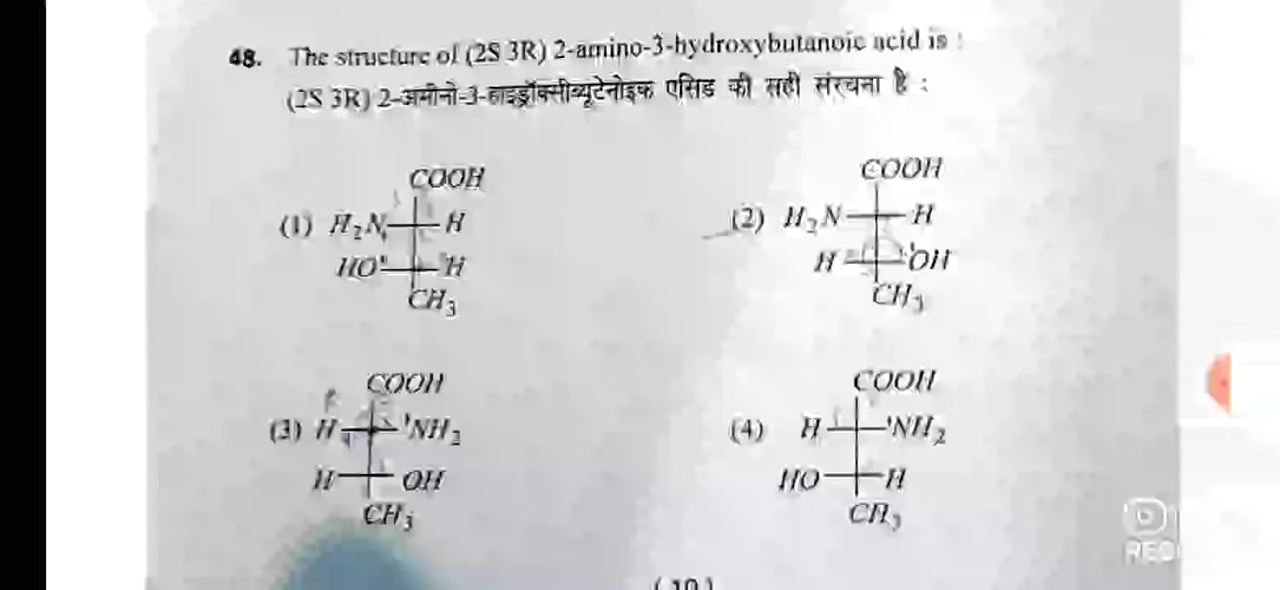 48. The structure of (2S 3R) 2-amino-3-hydroxybutanoic acid is :
(2S 3R) 2-अमीनो-3-हाइड्रॉक्सीब्यूटेनोइक एसिड की सही संरचना है :
COOH
(1) H₂N H
HO H
CH₃
COOH
(2) H₂N H
H OH
CH₃
COOH
(3) H NH₂
H OH
CH₃
COOH
(4) H NH₂
HO H
CH₃
( 10 )